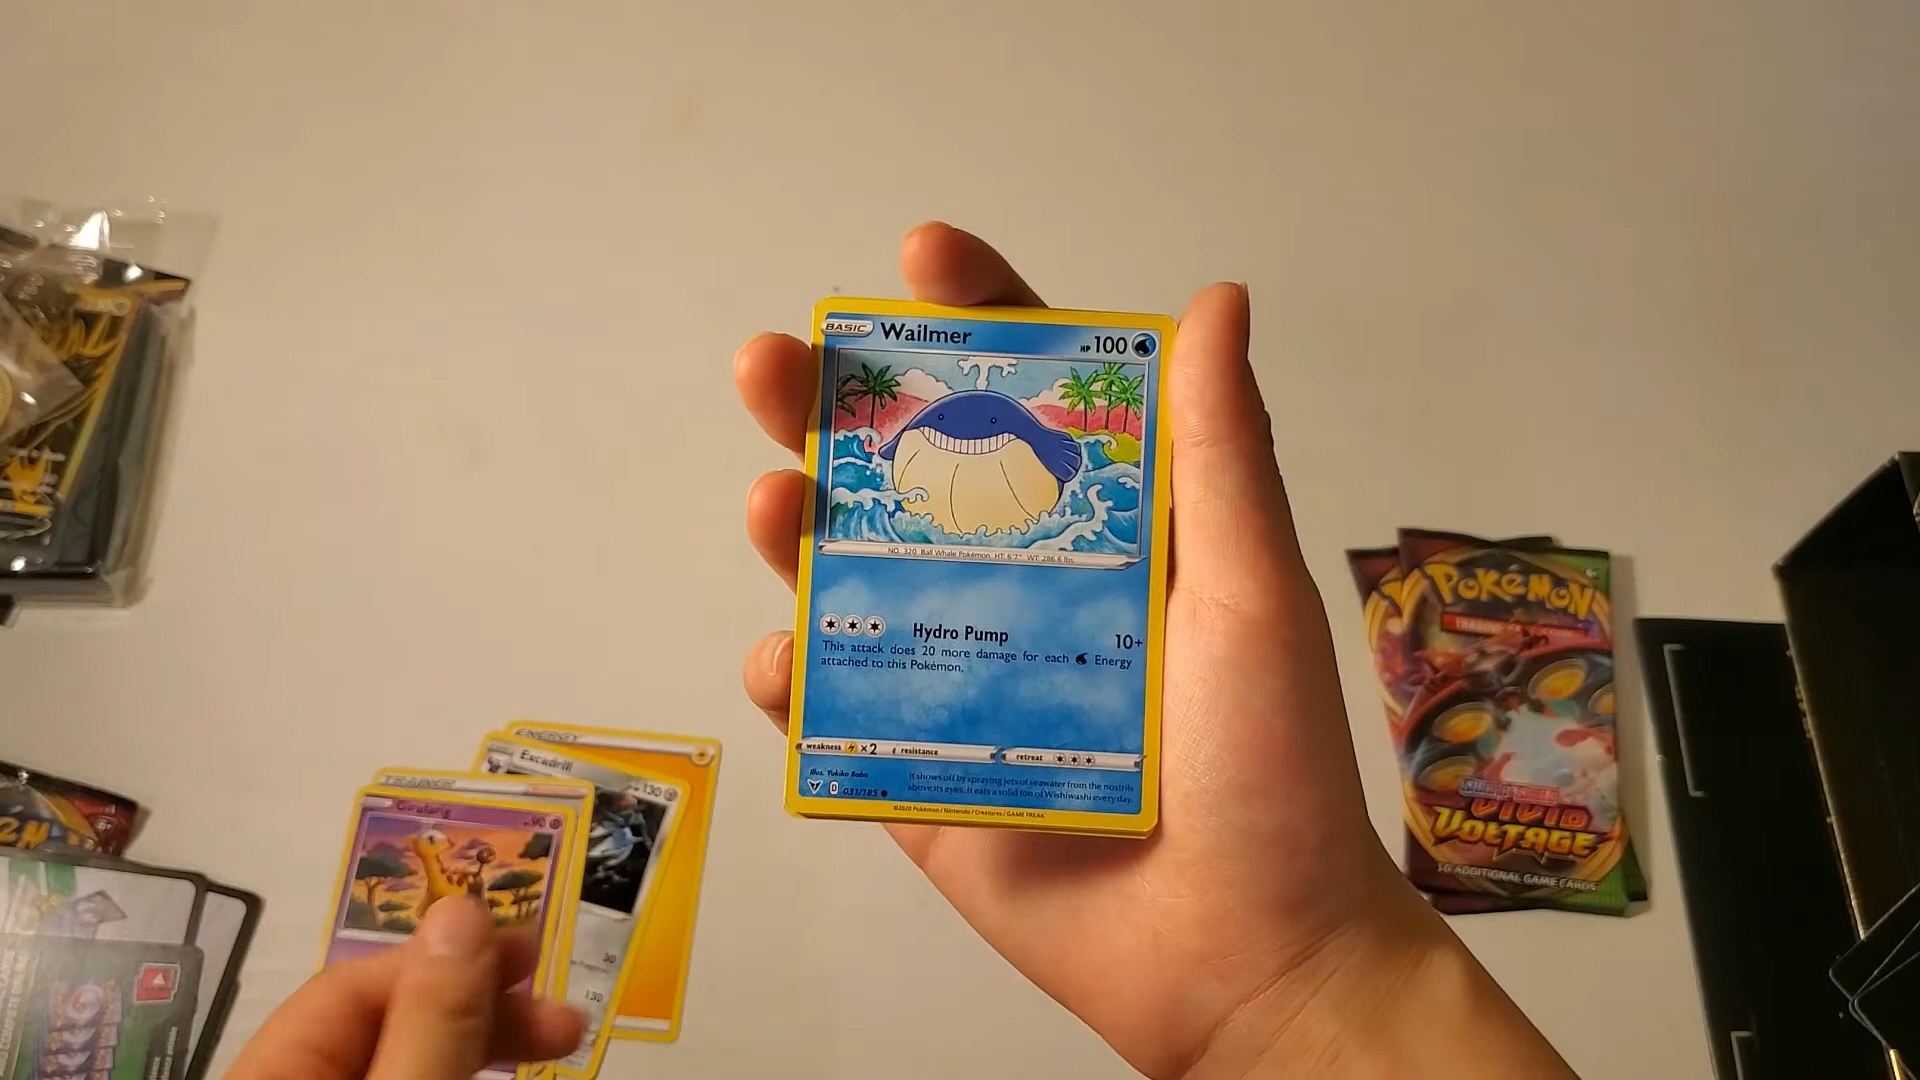 BASIC Wailmer HP 100
NO. 320 Ball Whale Pokémon HT: 6'7" WT: 286.6 lbs.
Hydro Pump 10+
This attack does 20 more damage for each Energy
attached to this Pokémon.
weakness ×2 resistance retreat
Illus. Yukiko Baba
It shows off by spraying jets of seawater from the nostrils
above its eyes. It eats a solid ton of Wishiwashi every day.
D 031/185
©2020 Pokémon / Nintendo / Creatures / GAME FREAK
ENERGY
Excadrill 130
TRAINER
Girafarig 90
130
POKÉMON
VIVID
VOLTAGE
10 ADDITIONAL GAME CARDS